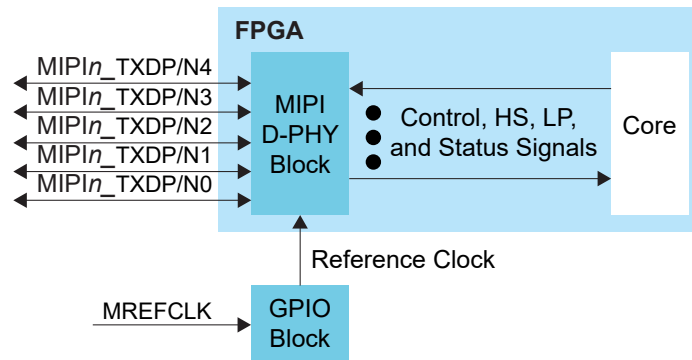 FPGA
MIPIn_TXDP/N4
MIPIn_TXDP/N3
MIPIn_TXDP/N2
MIPIn_TXDP/N1
MIPIn_TXDP/N0
MIPI
D-PHY
Block
Control, HS, LP,
and Status Signals
Core
Reference Clock
MREFCLK
GPIO
Block